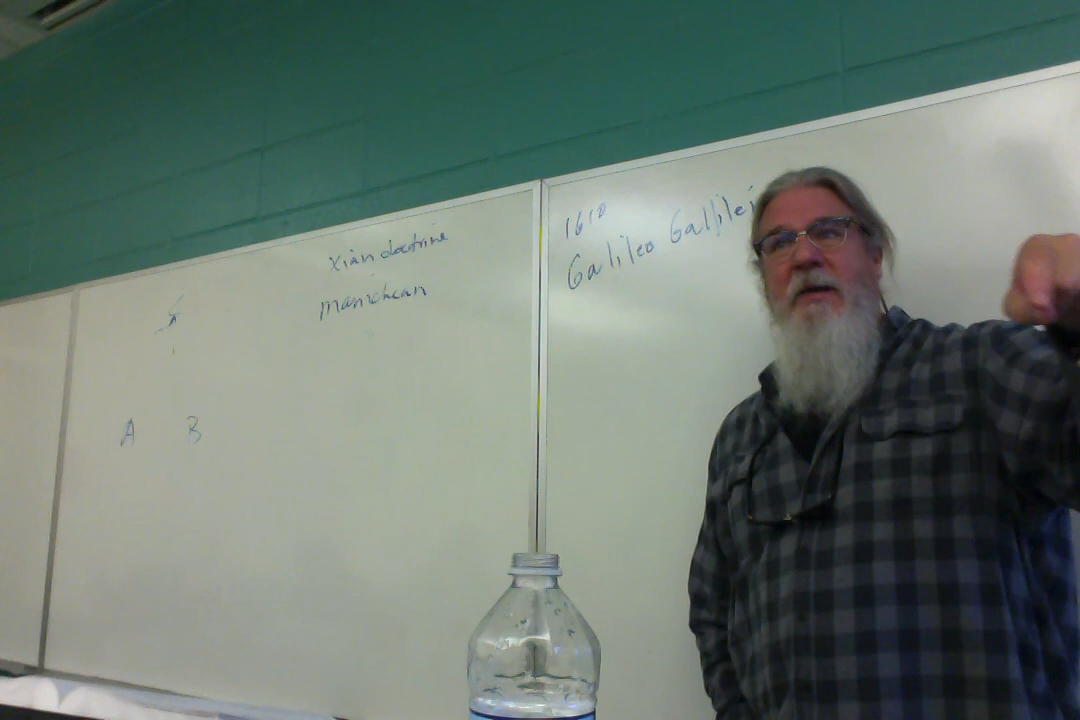 xian doctrine
manichean
A B
1610
Galileo Galilei